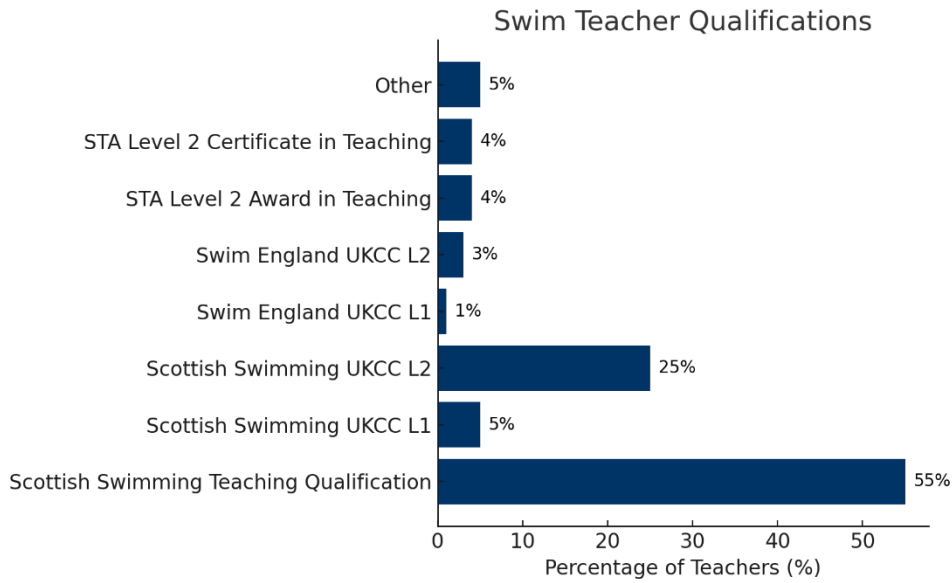 Swim Teacher Qualifications
Other 5%
STA Level 2 Certificate in Teaching 4%
STA Level 2 Award in Teaching 4%
Swim England UKCC L2 3%
Swim England UKCC L1 1%
Scottish Swimming UKCC L2 25%
Scottish Swimming UKCC L1 5%
Scottish Swimming Teaching Qualification 55%
0 10 20 30 40 50
Percentage of Teachers (%)